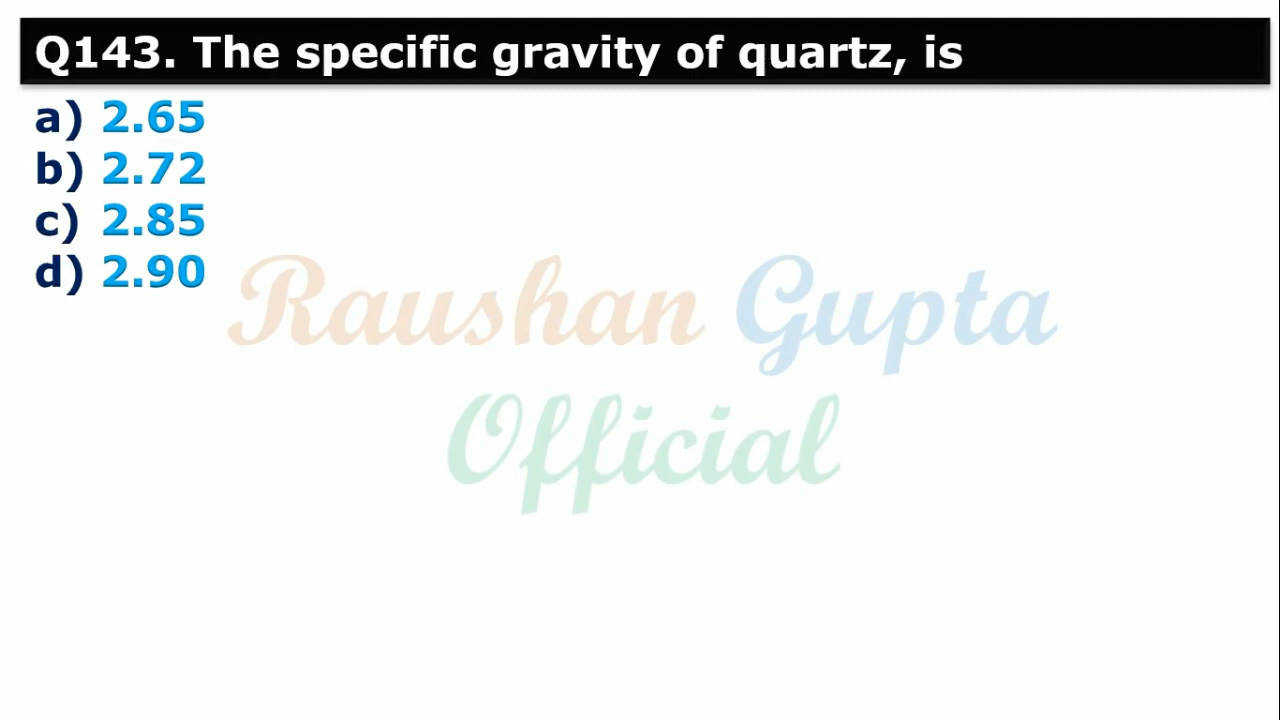 Q143. The specific gravity of quartz, is
a) 2.65
b) 2.72
c) 2.85
d) 2.90
Raushan Gupta
Official